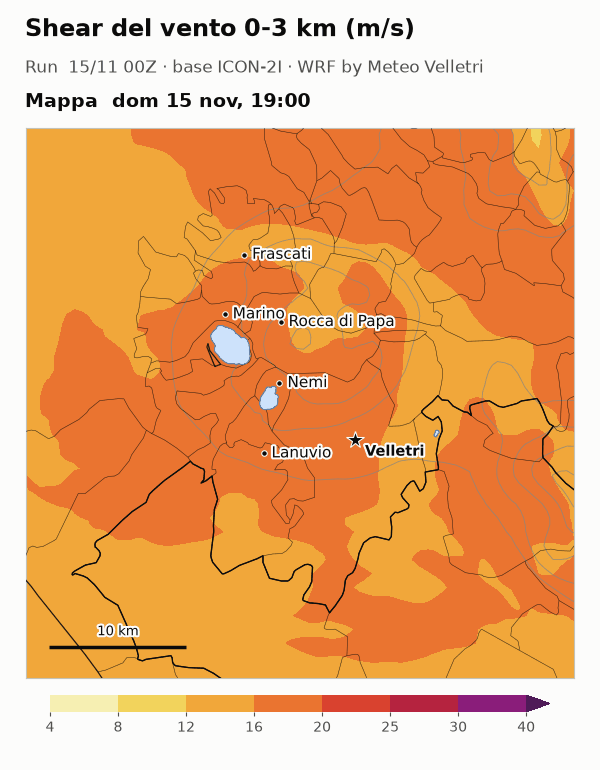 Shear del vento 0-3 km (m/s)
Run 15/11 00Z · base ICON-2I · WRF by Meteo Velletri
Mappa dom 15 nov, 19:00
Frascati
Marino
Rocca di Papa
Nemi
Velletri
Lanuvio
10 km
4 8 12 16 20 25 30 40